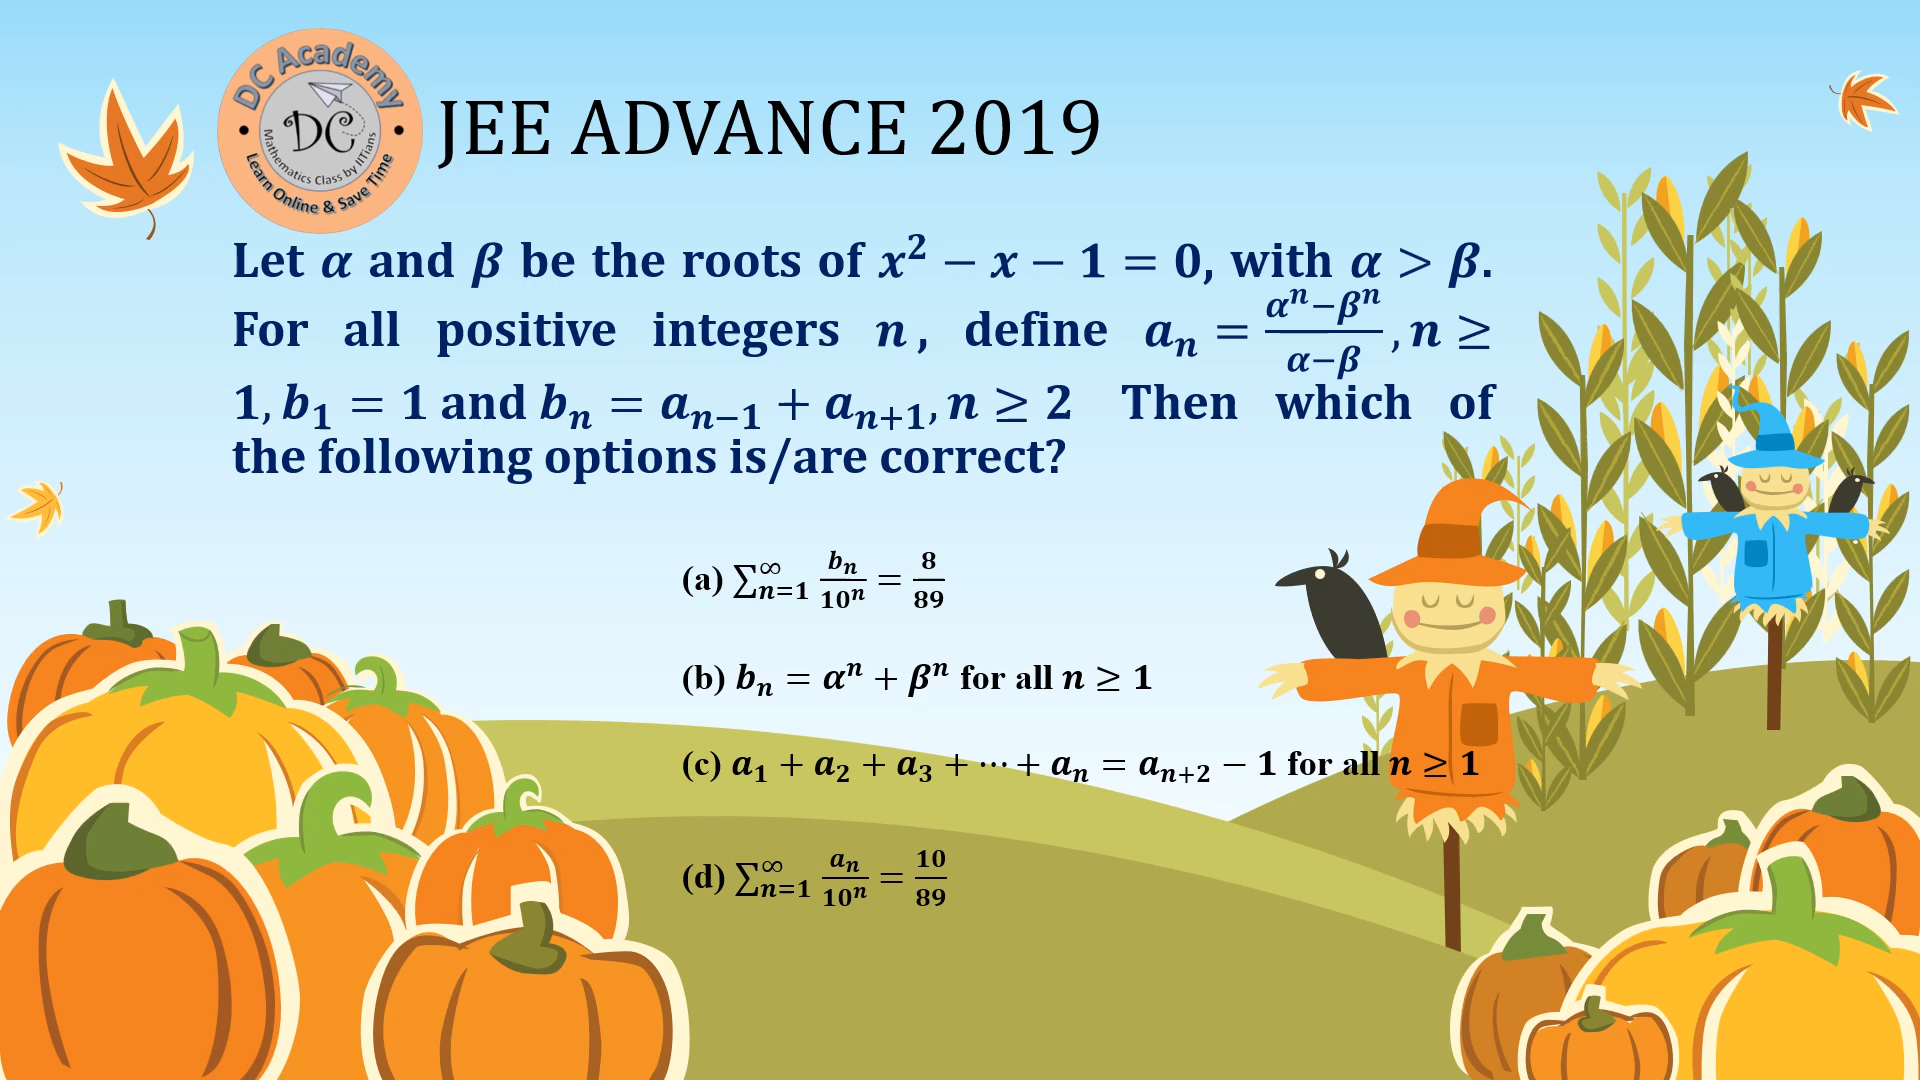 DC Academy
DC
Mathematics Class by IITians
Learn Online & Save Time
JEE ADVANCE 2019
Let α and β be the roots of x² − x − 1 = 0, with α > β.
For all positive integers n, define aₙ = (αⁿ−βⁿ)/(α−β), n ≥
1, b₁ = 1 and bₙ = aₙ₋₁ + aₙ₊₁, n ≥ 2 Then which of
the following options is/are correct?
(a) ∑_{n=1}^{∞} bₙ/10ⁿ = 8/89
(b) bₙ = αⁿ + βⁿ for all n ≥ 1
(c) a₁ + a₂ + a₃ + ⋯ + aₙ = aₙ₊₂ − 1 for all n ≥ 1
(d) ∑_{n=1}^{∞} aₙ/10ⁿ = 10/89